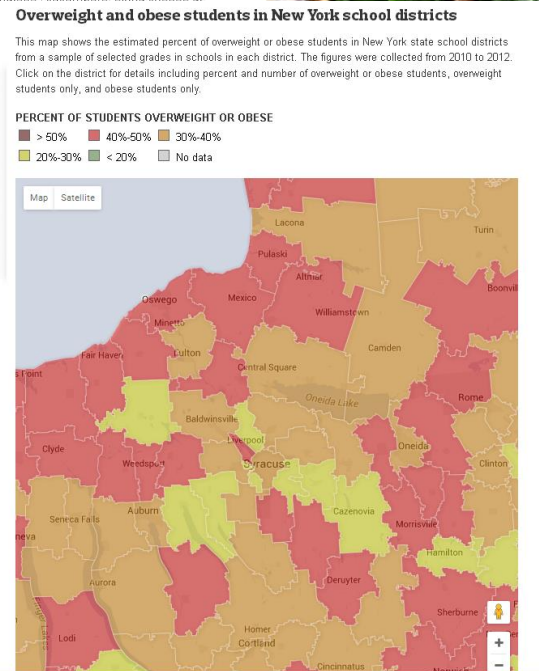 Overweight and obese students in New York school districts
This map shows the estimated percent of overweight or obese students in New York state school districts
from a sample of selected grades in schools in each district. The figures were collected from 2010 to 2012.
Click on the district for details including percent and number of overweight or obese students, overweight
students only, and obese students only.
PERCENT OF STUDENTS OVERWEIGHT OR OBESE
> 50% 40%-50% 30%-40%
20%-30% < 20% No data
Map Satellite
Lacona
Turin
Pulaski
Altmar
Boonvil
Oswego
Mexico
Williamstown
Minetto
Fulton
Camden
Fair Haven
s Point
Central Square
Rome
Oneida Lake
Baldwinsville
Liverpool
Oneida
Clyde
Weedsport
Syracuse
Clinton
Auburn
Cazenovia
Seneca Falls
Morrisville
neva
Hamilton
Aurora
Deruyter
Sherburne
Lodi
Homer
Cortland
Cincinnatus
+
−